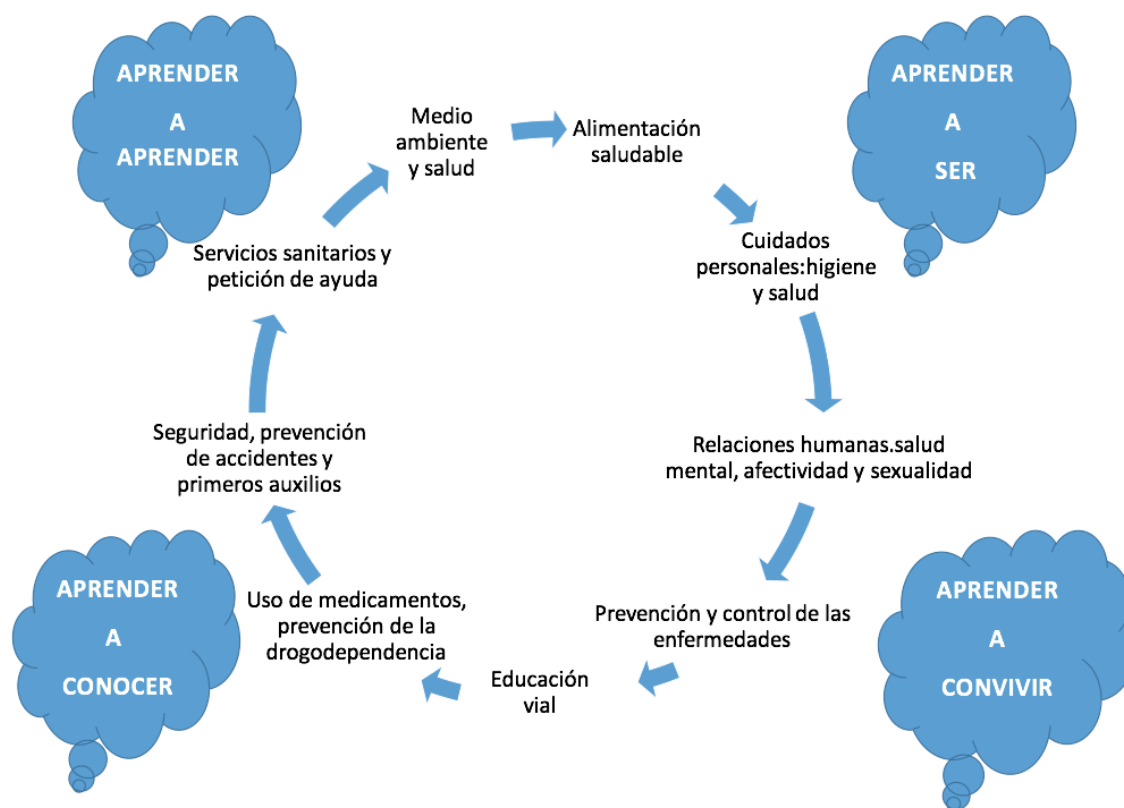 APRENDER
A
APRENDER
Medio
ambiente
y salud
Alimentación
saludable
APRENDER
A
SER
Cuidados
personales:higiene
y salud
Relaciones humanas.salud
mental, afectividad y sexualidad
Prevención y control de las
enfermedades
APRENDER
A
CONVIVIR
Educación
vial
Uso de medicamentos,
prevención de la
drogodependencia
APRENDER
A
CONOCER
Seguridad, prevención
de accidentes y
primeros auxilios
Servicios sanitarios y
petición de ayuda